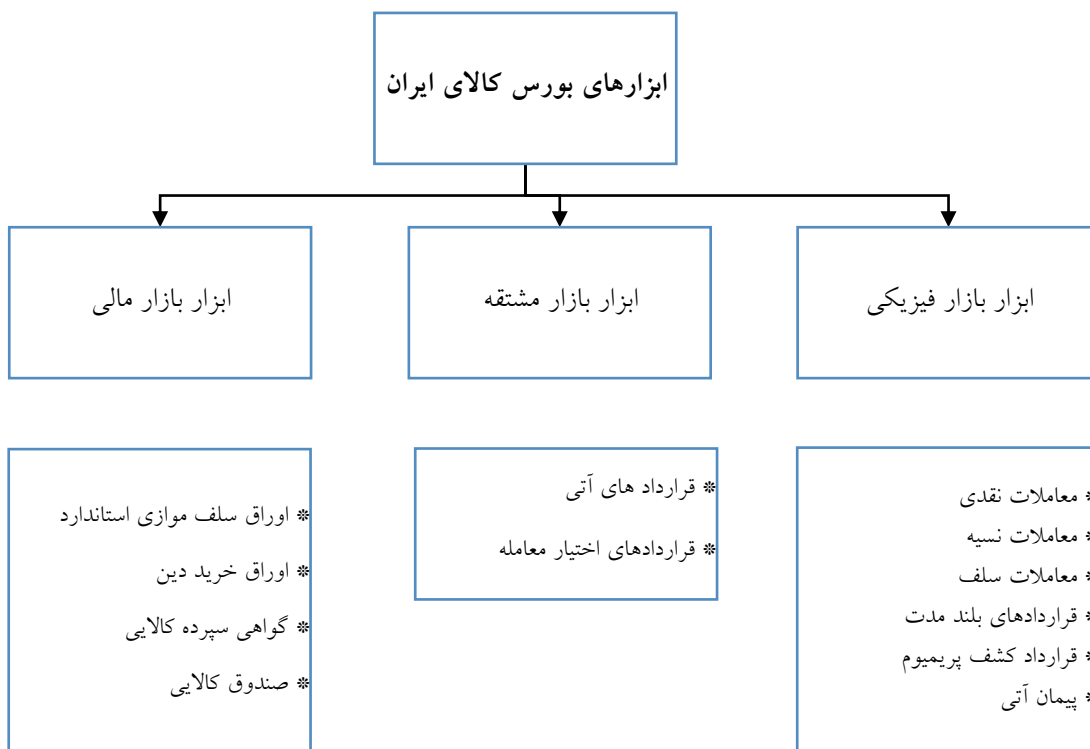 ابزارهای بورس کالای ایران
ابزار بازار فیزیکی
ابزار بازار مشتقه
ابزار بازار مالی
* معاملات نقدی
* معاملات نسیه
* معاملات سلف
* قراردادهای بلند مدت
* قرارداد کشف پریمیوم
* پیمان آتی
* قرارداد های آتی
* قراردادهای اختیار معامله
* اوراق سلف موازی استاندارد
* اوراق خرید دین
* گواهی سپرده کالایی
* صندوق کالایی